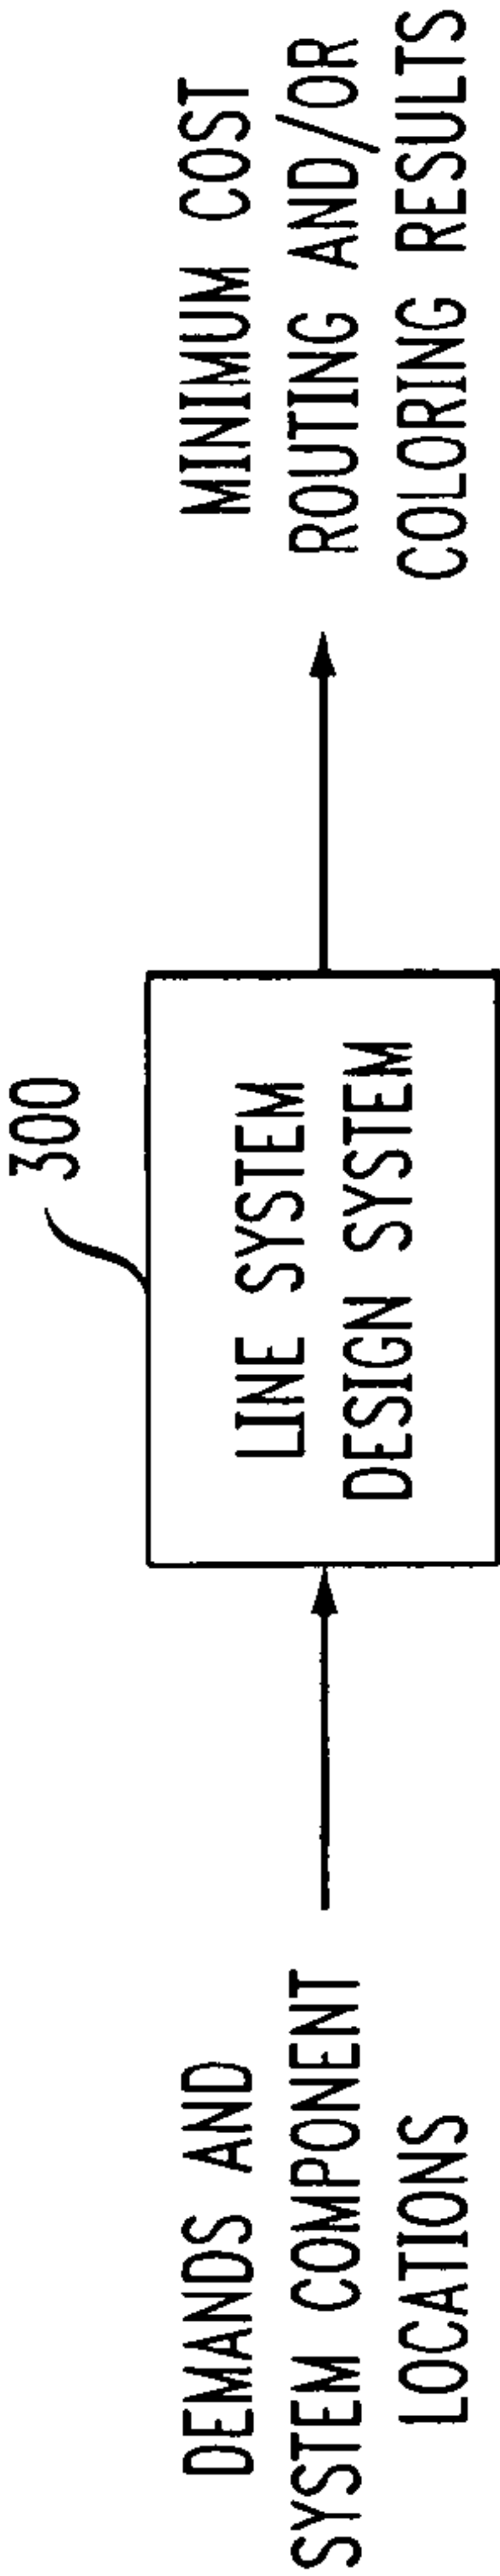 DEMANDS AND
SYSTEM COMPONENT
LOCATIONS
300
LINE SYSTEM
DESIGN SYSTEM
MINIMUM COST
ROUTING AND/OR
COLORING RESULTS